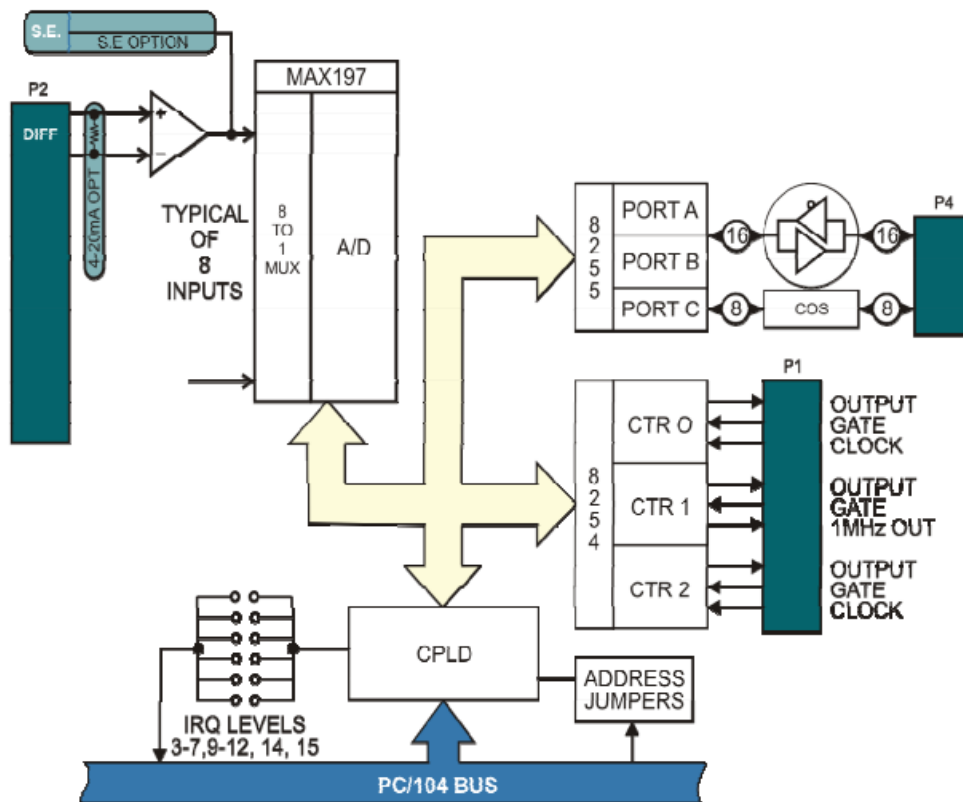 S.E.
S.E OPTION
P2
DIFF
4-20mA OPT
+
−
TYPICAL
OF
8
INPUTS
MAX197
8
TO
1
MUX
A/D
8
2
5
5
PORT A
PORT B
PORT C
16
16
8
COS
8
P4
P1
8
2
5
4
CTR O
CTR 1
CTR 2
OUTPUT
GATE
CLOCK
OUTPUT
GATE
1MHz OUT
OUTPUT
GATE
CLOCK
CPLD
ADDRESS
JUMPERS
IRQ LEVELS
3-7,9-12, 14, 15
PC/104 BUS